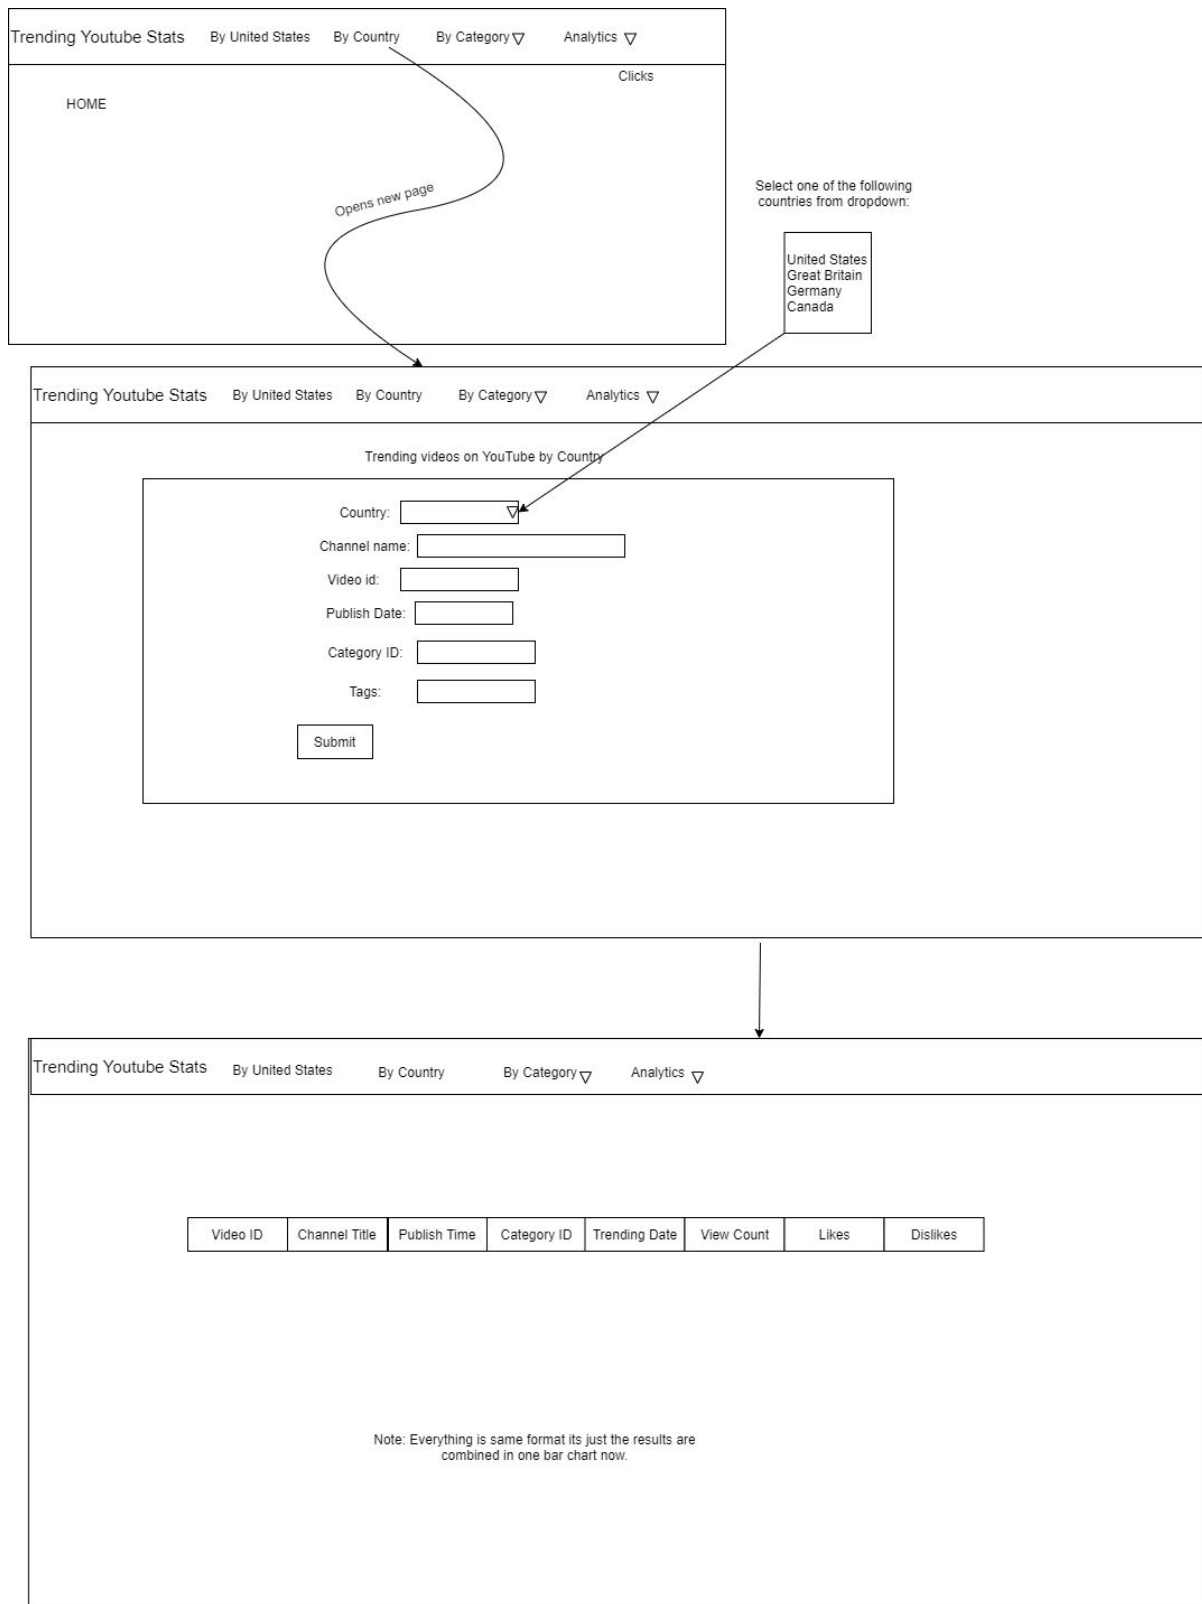 Trending Youtube Stats By United States By Country By Category Analytics
Clicks
HOME
Opens new page
Select one of the following
countries from dropdown:
United States
Great Britain
Germany
Canada
Trending Youtube Stats By United States By Country By Category Analytics
Trending videos on YouTube by Country
Country:
Channel name:
Video id:
Publish Date:
Category ID:
Tags:
Submit
Trending Youtube Stats By United States By Country By Category Analytics
Video ID Channel Title Publish Time Category ID Trending Date View Count Likes Dislikes
Note: Everything is same format its just the results are
combined in one bar chart now.